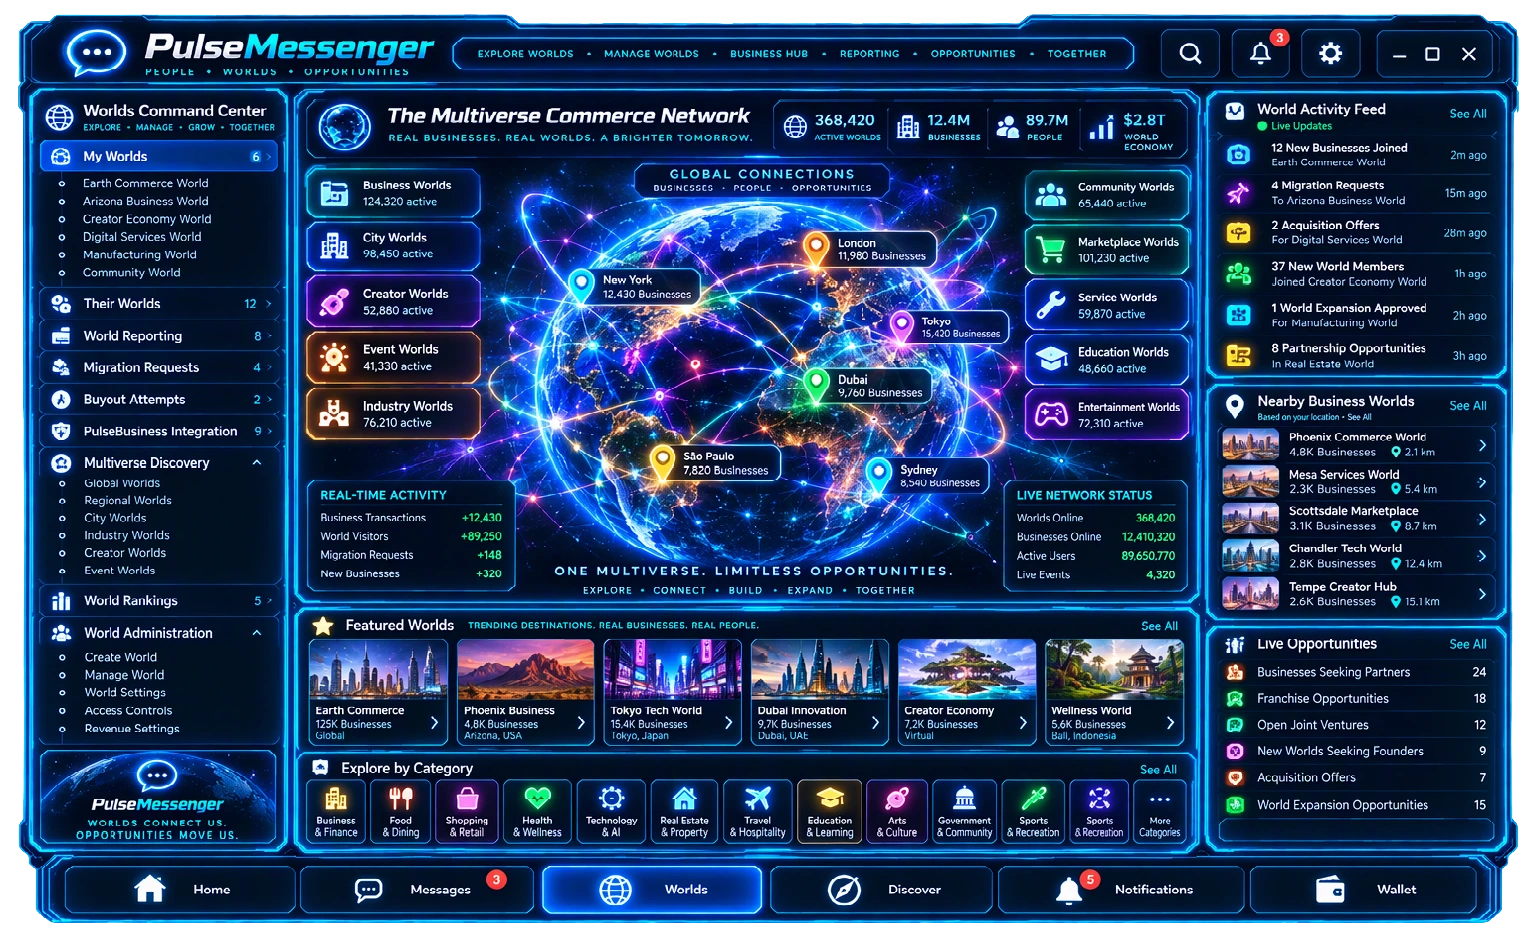 PulseMessenger
PEOPLE • WORLDS • OPPORTUNITIES
EXPLORE WORLDS • MANAGE WORLDS • BUSINESS HUB • REPORTING • OPPORTUNITIES • TOGETHER
3
Worlds Command Center
EXPLORE • MANAGE • GROW • TOGETHER
My Worlds 6
Earth Commerce World
Arizona Business World
Creator Economy World
Digital Services World
Manufacturing World
Community World
Their Worlds 12
World Reporting 8
Migration Requests 4
Buyout Attempts 2
PulseBusiness Integration 9
Multiverse Discovery
Global Worlds
Regional Worlds
City Worlds
Industry Worlds
Creator Worlds
Event Worlds
World Rankings 5
World Administration
Create World
Manage World
World Settings
Access Controls
Revenue Settings
PulseMessenger
WORLDS CONNECT US.
OPPORTUNITIES MOVE US.
The Multiverse Commerce Network
REAL BUSINESSES. REAL WORLDS. A BRIGHTER TOMORROW.
368,420
ACTIVE WORLDS
12.4M
BUSINESSES
89.7M
PEOPLE
$2.8T
WORLD
ECONOMY
GLOBAL CONNECTIONS
BUSINESSES • PEOPLE • OPPORTUNITIES
Business Worlds
124,320 active
City Worlds
98,450 active
Creator Worlds
52,880 active
Event Worlds
41,330 active
Industry Worlds
76,210 active
Community Worlds
65,440 active
Marketplace Worlds
101,230 active
Service Worlds
59,870 active
Education Worlds
48,660 active
Entertainment Worlds
72,310 active
London
11,980 Businesses
New York
12,430 Businesses
Tokyo
15,420 Businesses
Dubai
9,760 Businesses
São Paulo
7,820 Businesses
Sydney
8,540 Businesses
REAL-TIME ACTIVITY
Business Transactions +12,430
World Visitors +89,250
Migration Requests +148
New Businesses +320
LIVE NETWORK STATUS
Worlds Online 368,420
Businesses Online 12,410,320
Active Users 89,650,770
Live Events 4,320
ONE MULTIVERSE. LIMITLESS OPPORTUNITIES.
EXPLORE • CONNECT • BUILD • EXPAND • TOGETHER
Featured Worlds TRENDING DESTINATIONS. REAL BUSINESSES. REAL PEOPLE. See All
Earth Commerce
125K Businesses
Global
Phoenix Business
4,8K Businesses
Arizona, USA
Tokyo Tech World
15.4K Businesses
Tokyo, Japan
Dubai Innovation
9,7K Businesses
Dubai, UAE
Creator Economy
7,2K Businesses
Virtual
Wellness World
5,6K Businesses
Bali, Indonesia
Explore by Category See All
Business
& Finance
Food
& Dining
Shopping
& Retail
Health
& Wellness
Technology
& AI
Real Estate
& Property
Travel
& Hospitality
Education
& Learning
Arts
& Culture
Government
& Community
Sports
& Recreation
Sports
& Recreation
More
Categories
World Activity Feed See All
Live Updates
12 New Businesses Joined
Earth Commerce World
2m ago
4 Migration Requests
To Arizona Business World
15m ago
2 Acquisition Offers
For Digital Services World
28m ago
37 New World Members
Joined Creator Economy World
1h ago
1 World Expansion Approved
For Manufacturing World
2h ago
8 Partnership Opportunities
In Real Estate World
3h ago
Nearby Business Worlds See All
Based on your location • See All
Phoenix Commerce World
4.8K Businesses 2.1 km
Mesa Services World
2.3K Businesses 5.4 km
Scottsdale Marketplace
3.1K Businesses 8.7 km
Chandler Tech World
2.8K Businesses 12.4 km
Tempe Creator Hub
2.6K Businesses 15.1 km
Live Opportunities See All
Businesses Seeking Partners 24
Franchise Opportunities 18
Open Joint Ventures 12
New Worlds Seeking Founders 9
Acquisition Offers 7
World Expansion Opportunities 15
Home
Messages 3
Worlds
Discover
5 Notifications
Wallet